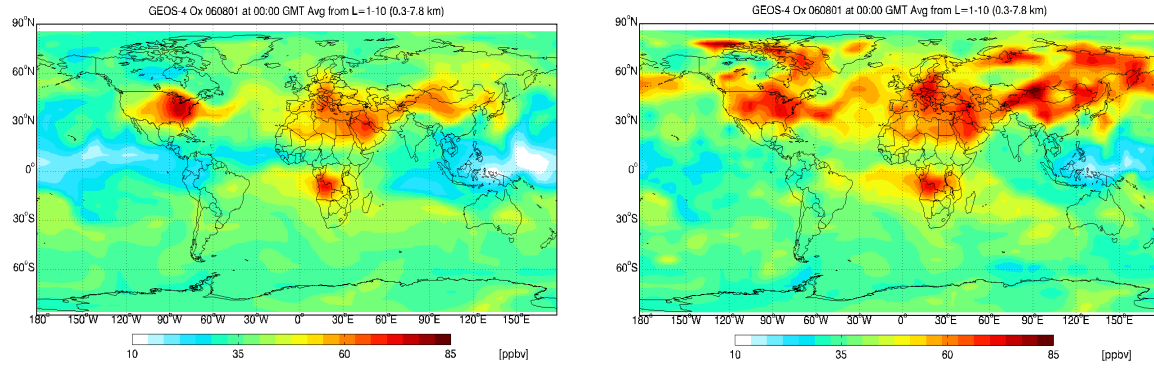 GEOS-4 Ox 060801 at 00:00 GMT Avg from L=1-10 (0.3-7.8 km)
90°N
60°N
30°N
0°
30°S
60°S
180° 150°W 120°W 90°W 60°W 30°W 0° 30°E 60°E 90°E 120°E 150°E
10 35 60 85 [ppbv]
GEOS-4 Ox 060801 at 00:00 GMT Avg from L=1-10 (0.3-7.8 km)
90°N
60°N
30°N
0°
30°S
60°S
180° 150°W 120°W 90°W 60°W 30°W 0° 30°E 60°E 90°E 120°E 150°E
10 35 60 85 [ppbv]